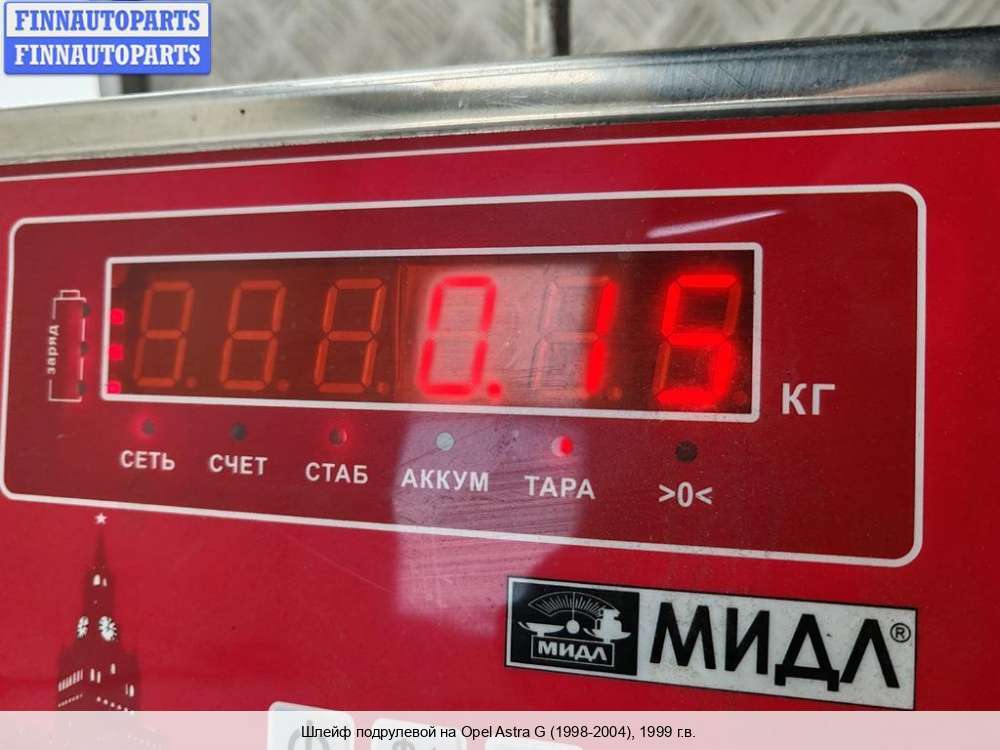 FINNAUTOPARTS
FINNAUTOPARTS
заряд
0.15
КГ
СЕТЬ СЧЕТ СТАБ АККУМ ТАРА >0<
МИДЛ МИДЛ®
Шлейф подрулевой на Opel Astra G (1998-2004), 1999 г.в.